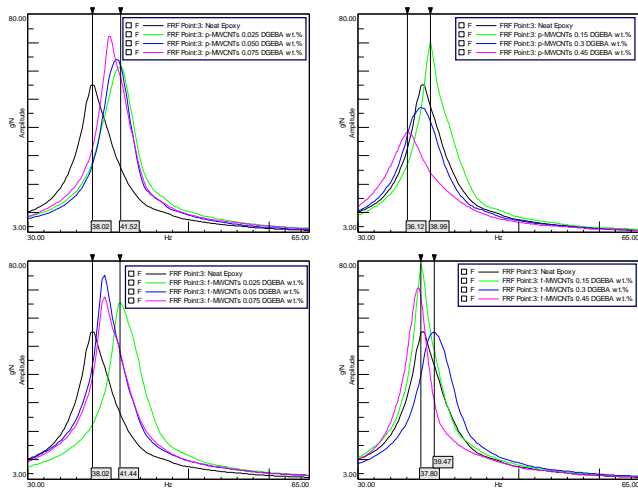 80.00
F FRF Point:3: Neat Epoxy
F FRF Point:3: p-MWCNTs 0.025 DGEBA wt.%
F FRF Point:3: p-MWCNTs 0.050 DGEBA wt.%
F FRF Point:3: p-MWCNTs 0.075 DGEBA wt.%
g/N
Amplitude
3.00
38.02
41.52
30.00
Hz
65.00
80.00
F FRF Point:3: Neat Epoxy
F FRF Point:3: p-MWCNTs 0.15 DGEBA wt.%
F FRF Point:3: p-MWCNTs 0.3 DGEBA wt.%
F FRF Point:3: p-MWCNTs 0.45 DGEBA wt.%
g/N
Amplitude
3.00
36.12
38.99
30.00
Hz
65.00
80.00
F FRF Point:3: Neat Epoxy
F FRF Point:3: f-MWCNTs 0.025 DGEBA wt.%
F FRF Point:3: f-MWCNTs 0.05 DGEBA wt.%
F FRF Point:3: f-MWCNTs 0.075 DGEBA wt.%
g/N
Amplitude
3.00
38.02
41.44
30.00
Hz
65.00
80.00
F FRF Point:3: Neat Epoxy
F FRF Point:3: f-MWCNTs 0.15 DGEBA wt.%
F FRF Point:3: f-MWCNTs 0.3 DGEBA wt.%
F FRF Point:3: f-MWCNTs 0.45 DGEBA wt.%
g/N
Amplitude
3.00
39.47
37.80
30.00
Hz
65.00